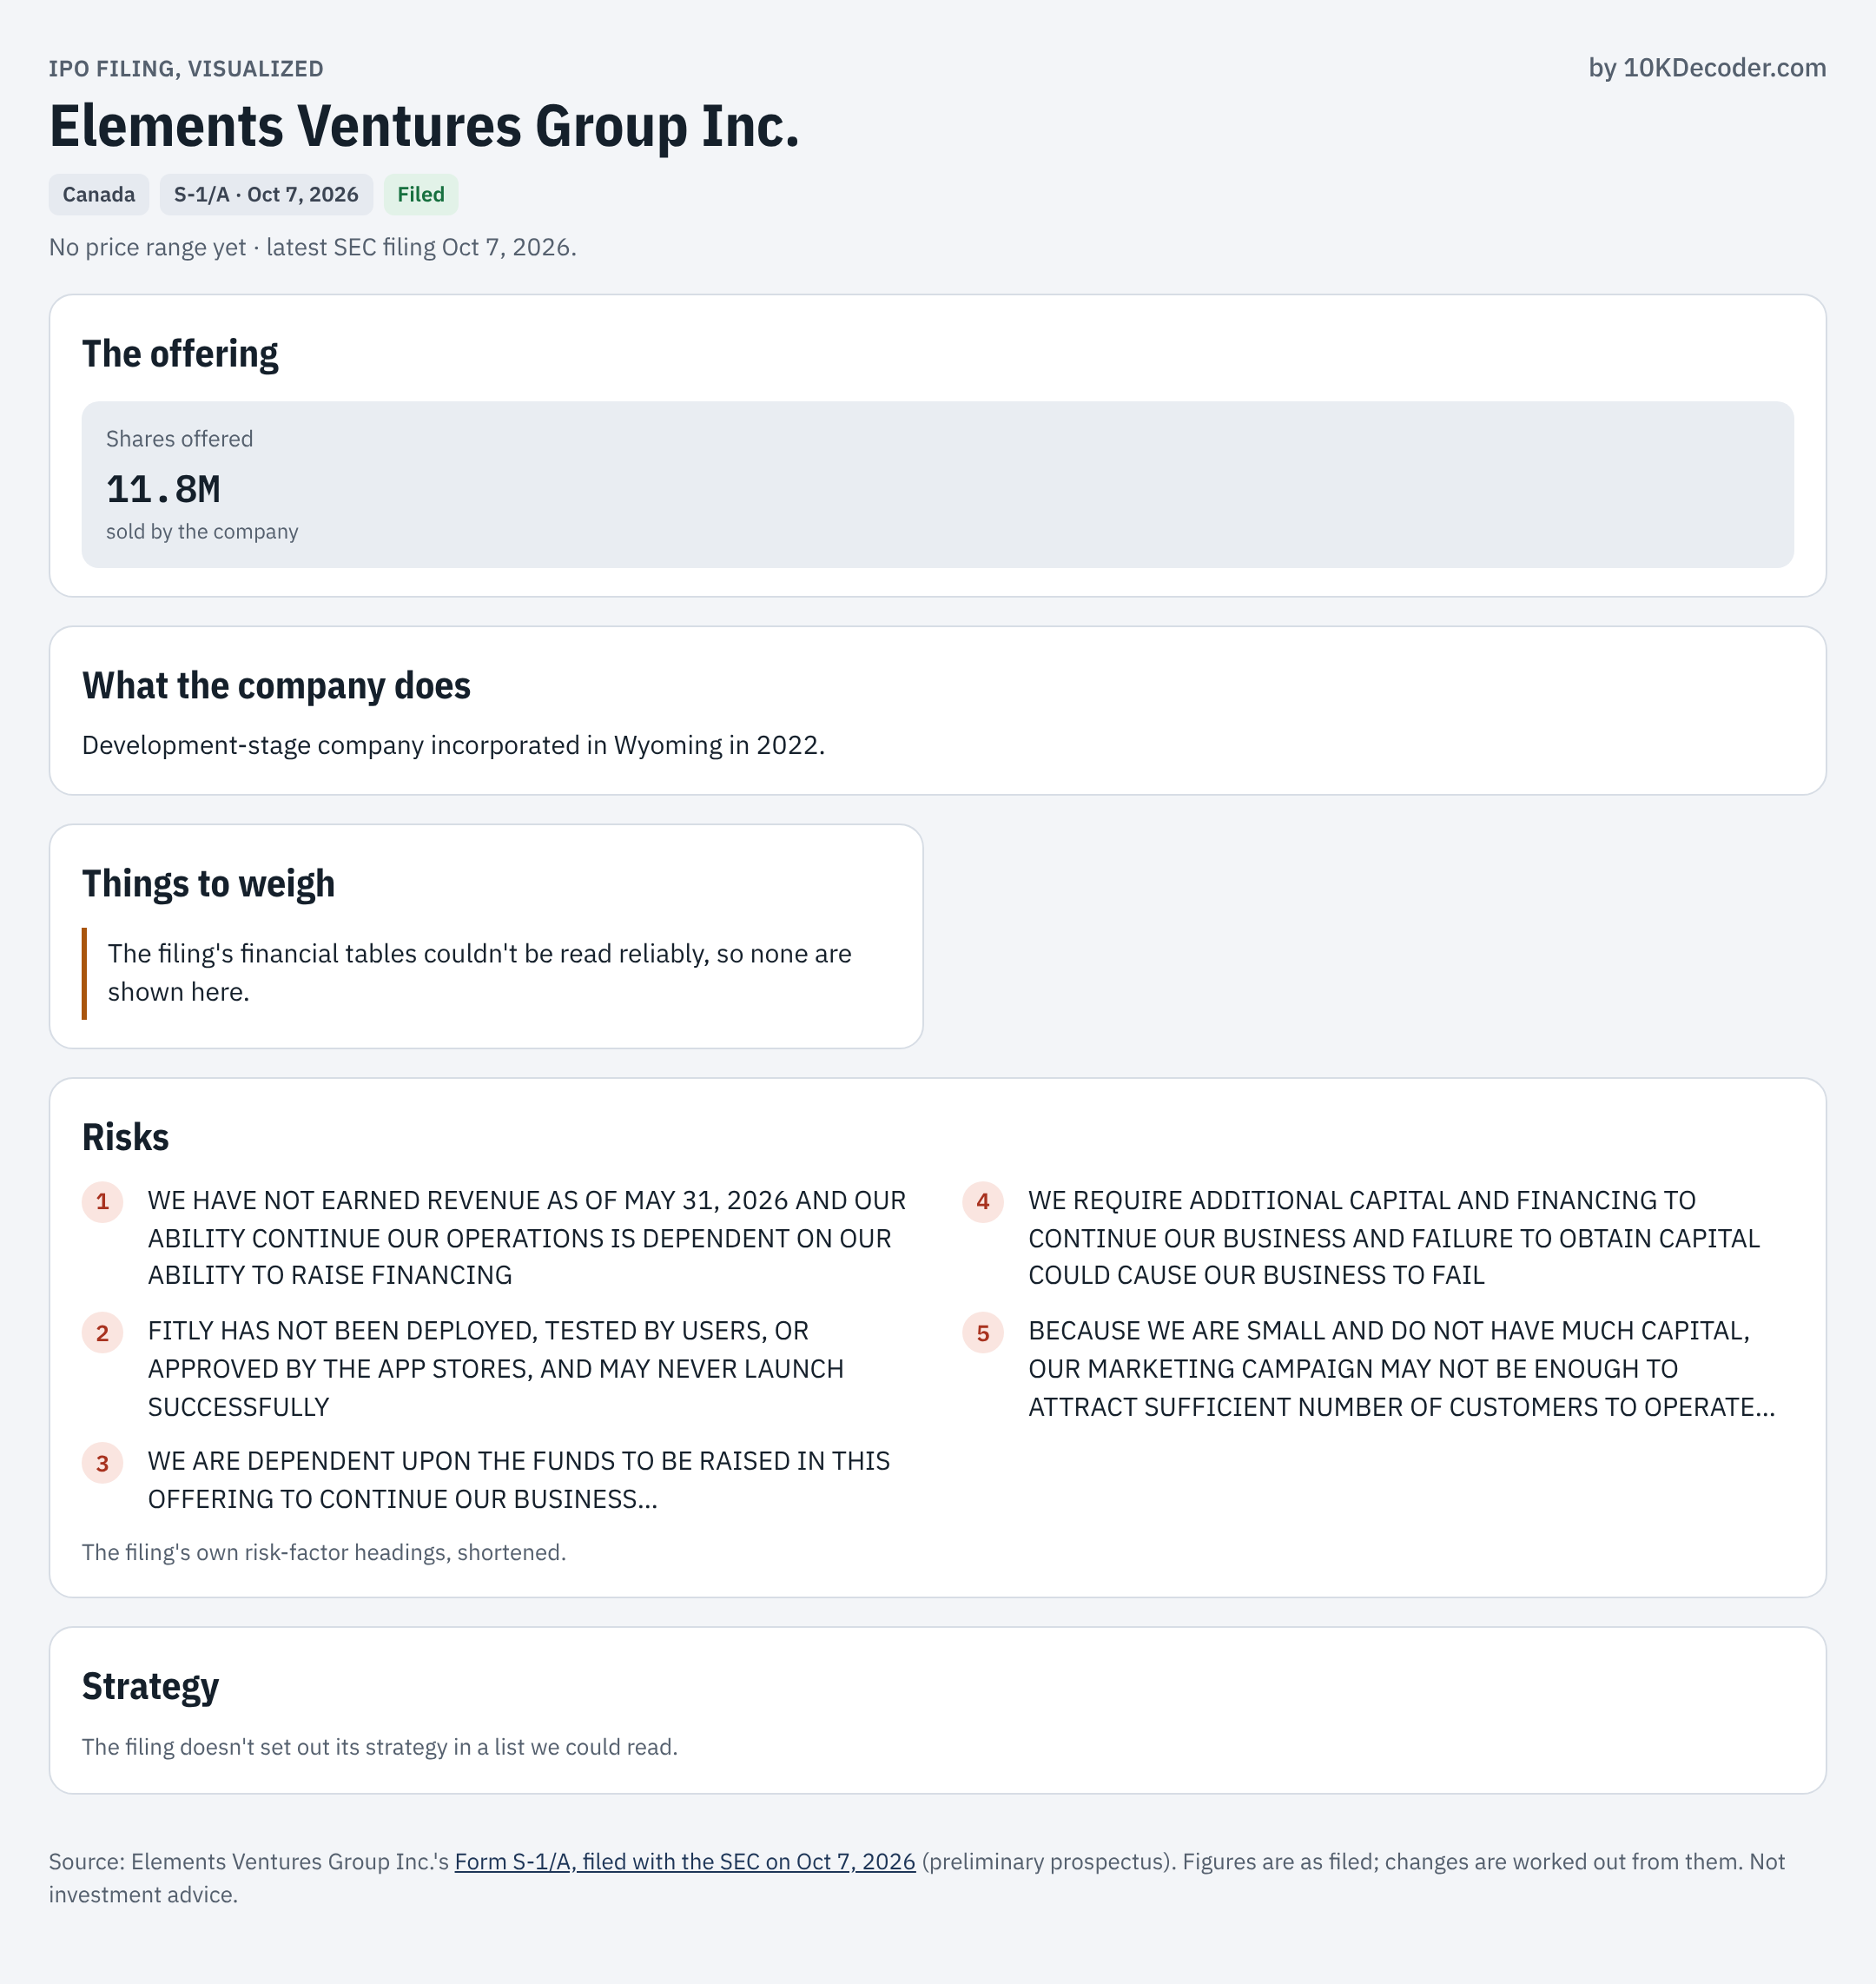 IPO FILING, VISUALIZED
by 10KDecoder.com
Elements Ventures Group Inc.
Canada
S-1/A · Oct 7, 2026
Filed
No price range yet · latest SEC filing Oct 7, 2026.
The offering
Shares offered
11.8M
sold by the company
What the company does
Development-stage company incorporated in Wyoming in 2022.
Things to weigh
The filing's financial tables couldn't be read reliably, so none are
shown here.
Risks
1
WE HAVE NOT EARNED REVENUE AS OF MAY 31, 2026 AND OUR
ABILITY CONTINUE OUR OPERATIONS IS DEPENDENT ON OUR
ABILITY TO RAISE FINANCING
2
FITLY HAS NOT BEEN DEPLOYED, TESTED BY USERS, OR
APPROVED BY THE APP STORES, AND MAY NEVER LAUNCH
SUCCESSFULLY
3
WE ARE DEPENDENT UPON THE FUNDS TO BE RAISED IN THIS
OFFERING TO CONTINUE OUR BUSINESS...
4
WE REQUIRE ADDITIONAL CAPITAL AND FINANCING TO
CONTINUE OUR BUSINESS AND FAILURE TO OBTAIN CAPITAL
COULD CAUSE OUR BUSINESS TO FAIL
5
BECAUSE WE ARE SMALL AND DO NOT HAVE MUCH CAPITAL,
OUR MARKETING CAMPAIGN MAY NOT BE ENOUGH TO
ATTRACT SUFFICIENT NUMBER OF CUSTOMERS TO OPERATE...
The filing's own risk-factor headings, shortened.
Strategy
The filing doesn't set out its strategy in a list we could read.
Source: Elements Ventures Group Inc.'s Form S-1/A, filed with the SEC on Oct 7, 2026 (preliminary prospectus). Figures are as filed; changes are worked out from them. Not
investment advice.